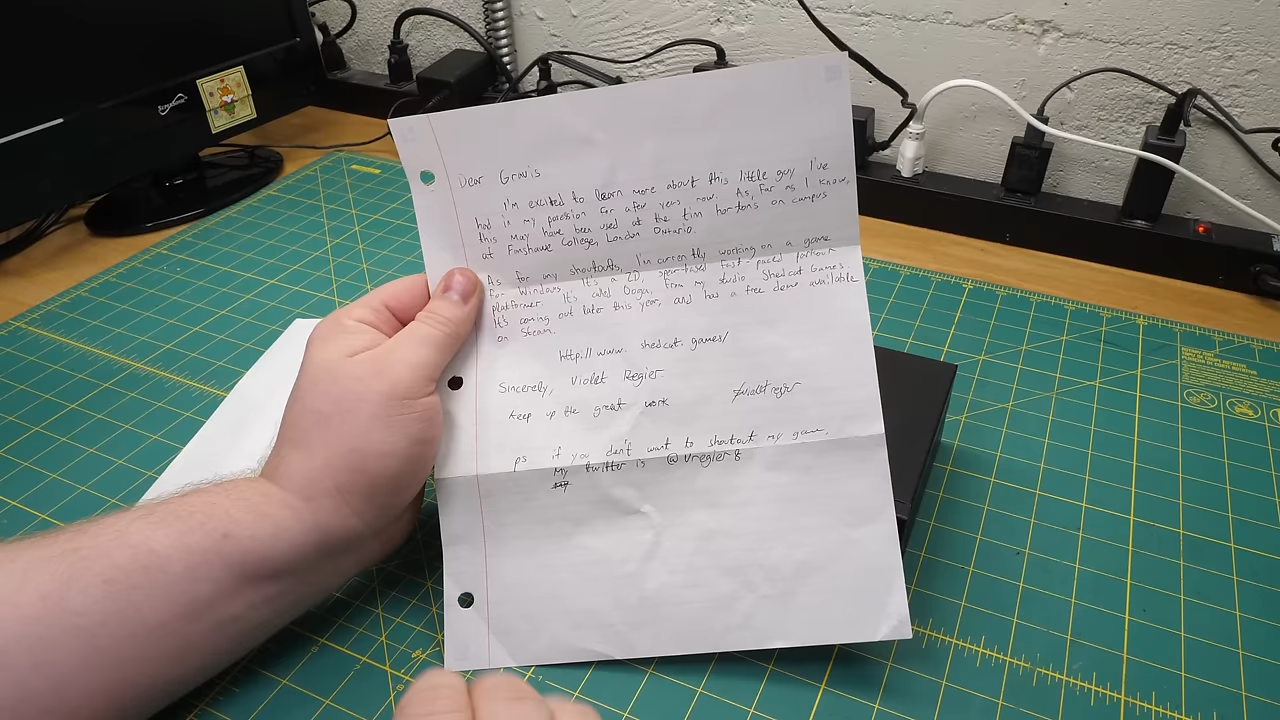 Dear Gravis
I'm excited to learn more about this little guy I've
had in my possession for a few years now. As far as I know,
this may have been used at the tim horton's on campus
at Fanshawe College, London Ontario.
As for any shoutouts, I'm currently working on a game
for windows. It's a 2D, spear-based fast-paced parkour
platformer. It's called Ooga, from my studio Shedcat Games
It's coming out later this year, and has a free demo available
on Steam.
http://www.shedcat.games/
Sincerely, Violet Regier
keep up the great work
ps if you don't want to shoutout my game,
My twitter is @Vregier8